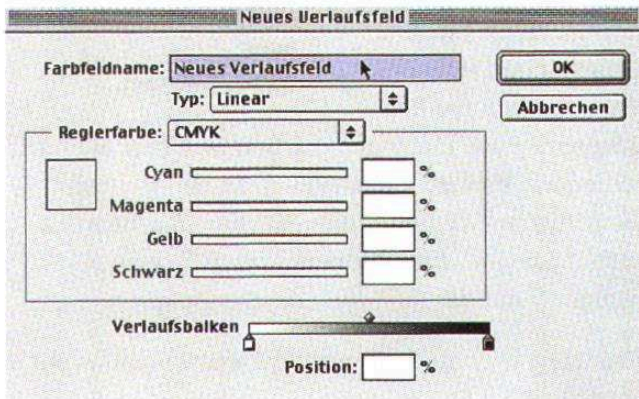 Neues Verlaufsfeld
Farbfeldname: Neues Verlaufsfeld
OK
Typ: Linear
Abbrechen
Reglerfarbe: CMYK
Cyan %
Magenta %
Gelb %
Schwarz %
Verlaufsbalken
Position: %